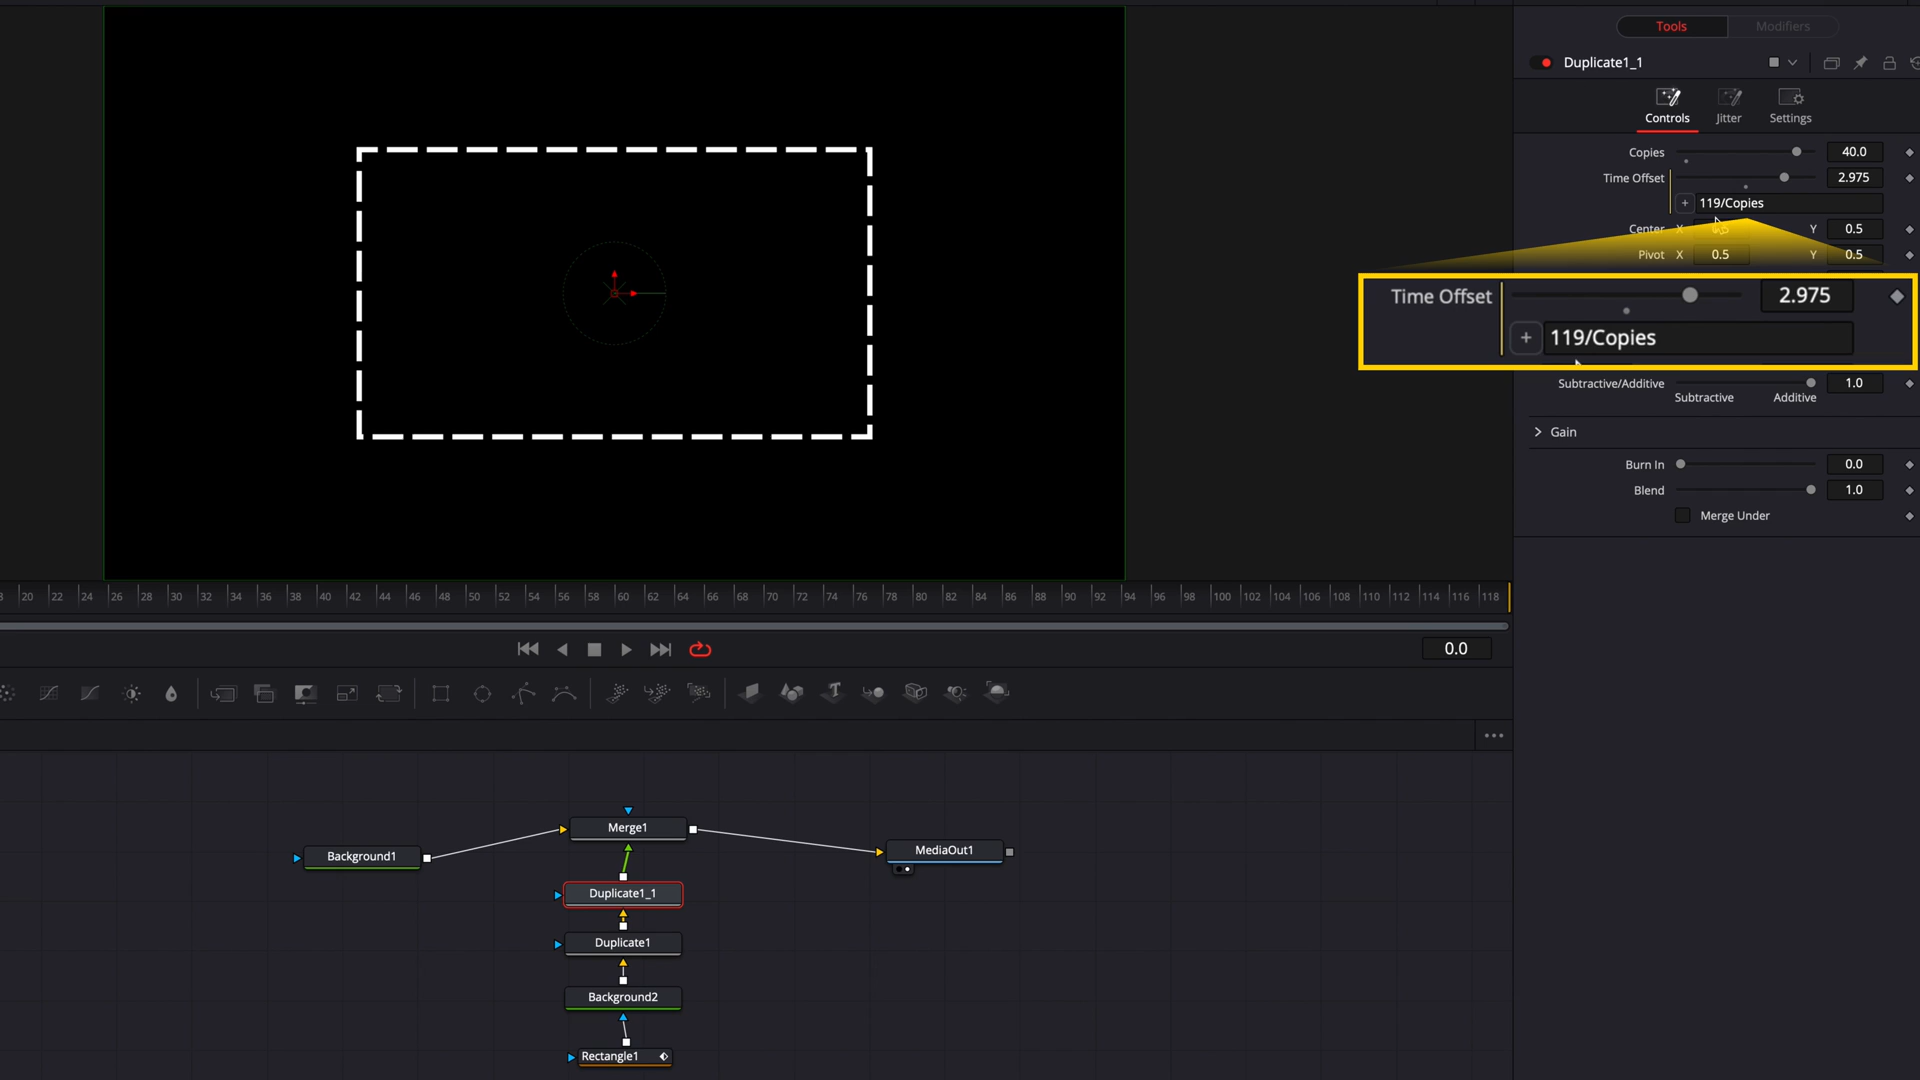 Tools
Modifiers
Duplicate1_1
Controls
Jitter
Settings
Copies
40.0
Time Offset
2.975
119/Copies
Center X
Y 0.5
Pivot X 0.5 Y 0.5
Time Offset
2.975
119/Copies
Subtractive/Additive
1.0
Subtractive Additive
Gain
Burn In 0.0
Blend 1.0
Merge Under
20 22 24 26 28 30 32 34 36 38 40 42 44 46 48 50 52 54 56 58 60 62 64 66 68 70 72 74 76 78 80 82 84 86 88 90 92 94 96 98 100 102 104 106 108 110 112 114 116 118
0.0
Merge1
Background1
MediaOut1
Duplicate1_1
Duplicate1
Background2
Rectangle1